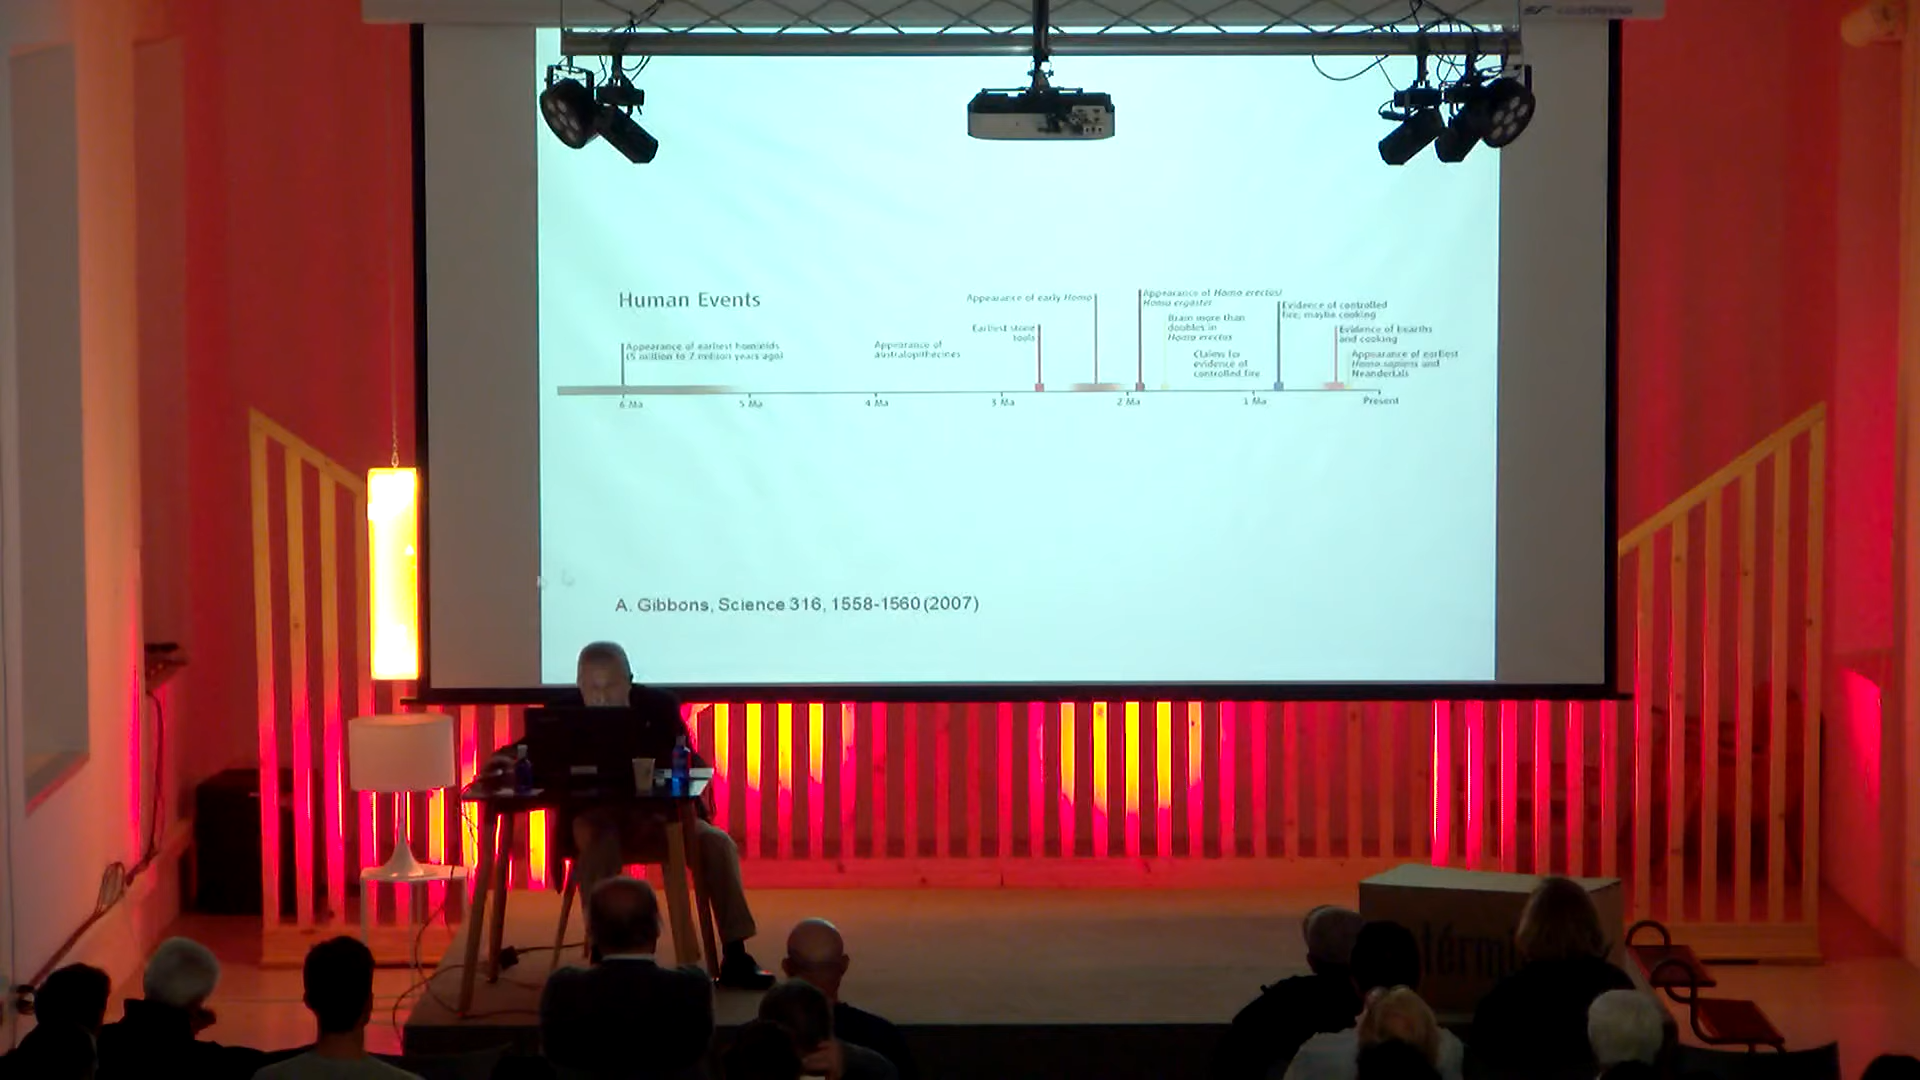 Human Events
Appearance of earliest hominids
(5 million to 7 million years ago)
Appearance of
australopithecines
Appearance of early Homo
Earliest stone
tools
Appearance of Homo erectus/
Homo ergaster
Brain more than
doubles in
Homo erectus
Claims for
evidence of
controlled fire
Evidence of controlled
fire; maybe cooking
Evidence of hearths
and cooking
Appearance of earliest
Homo sapiens and
Neandertals
6 Ma
5 Ma
4 Ma
3 Ma
2 Ma
1 Ma
Present
A. Gibbons, Science 316, 1558-1560 (2007)